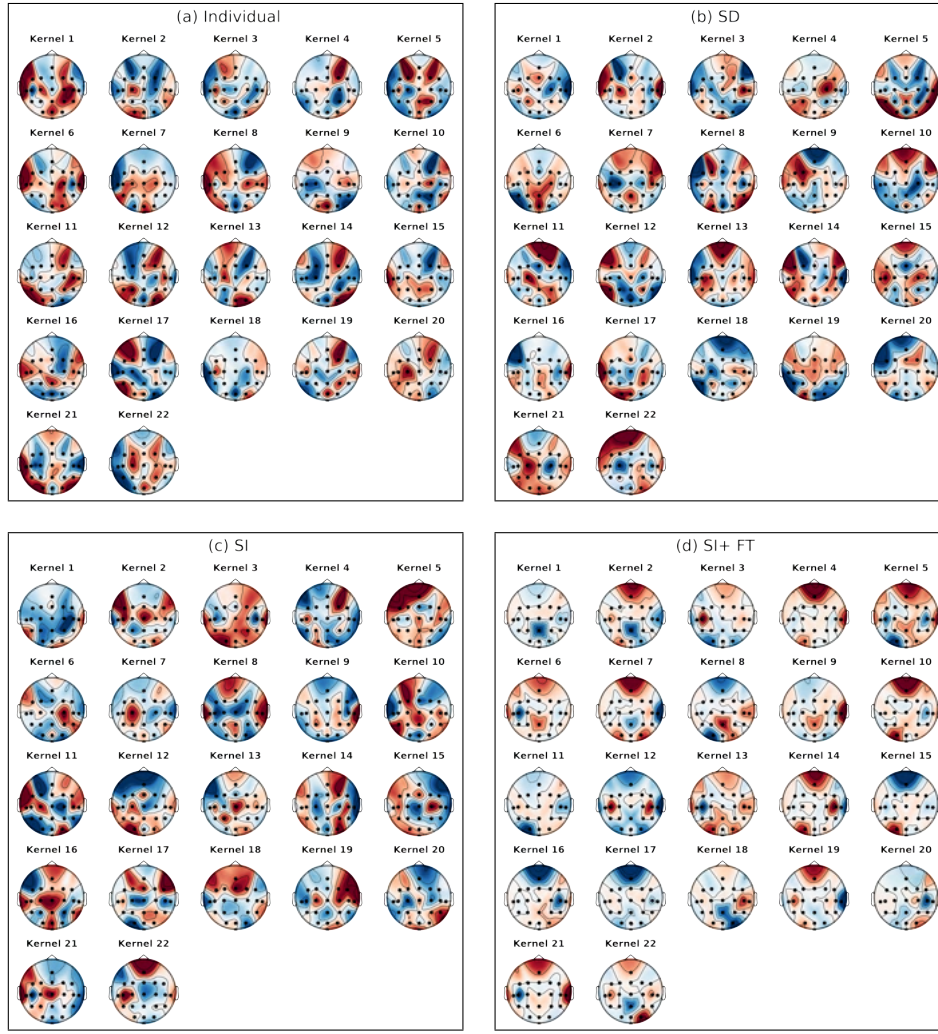 (a) Individual
Kernel 1 Kernel 2 Kernel 3 Kernel 4 Kernel 5
Kernel 6 Kernel 7 Kernel 8 Kernel 9 Kernel 10
Kernel 11 Kernel 12 Kernel 13 Kernel 14 Kernel 15
Kernel 16 Kernel 17 Kernel 18 Kernel 19 Kernel 20
Kernel 21 Kernel 22
(b) SD
Kernel 1 Kernel 2 Kernel 3 Kernel 4 Kernel 5
Kernel 6 Kernel 7 Kernel 8 Kernel 9 Kernel 10
Kernel 11 Kernel 12 Kernel 13 Kernel 14 Kernel 15
Kernel 16 Kernel 17 Kernel 18 Kernel 19 Kernel 20
Kernel 21 Kernel 22
(c) SI
Kernel 1 Kernel 2 Kernel 3 Kernel 4 Kernel 5
Kernel 6 Kernel 7 Kernel 8 Kernel 9 Kernel 10
Kernel 11 Kernel 12 Kernel 13 Kernel 14 Kernel 15
Kernel 16 Kernel 17 Kernel 18 Kernel 19 Kernel 20
Kernel 21 Kernel 22
(d) SI+ FT
Kernel 1 Kernel 2 Kernel 3 Kernel 4 Kernel 5
Kernel 6 Kernel 7 Kernel 8 Kernel 9 Kernel 10
Kernel 11 Kernel 12 Kernel 13 Kernel 14 Kernel 15
Kernel 16 Kernel 17 Kernel 18 Kernel 19 Kernel 20
Kernel 21 Kernel 22